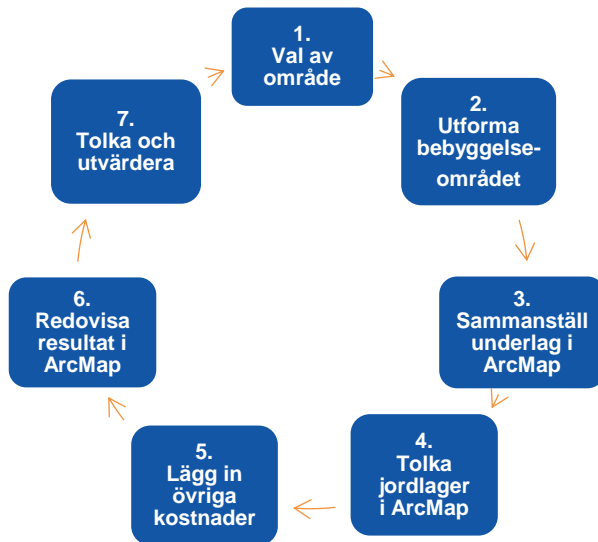 1.
Val av
område
2.
Utforma
bebyggelse-
området
3.
Sammanställ
underlag i
ArcMap
4.
Tolka
jordlager
i ArcMap
5.
Lägg in
övriga
kostnader
6.
Redovisa
resultat i
ArcMap
7.
Tolka och
utvärdera